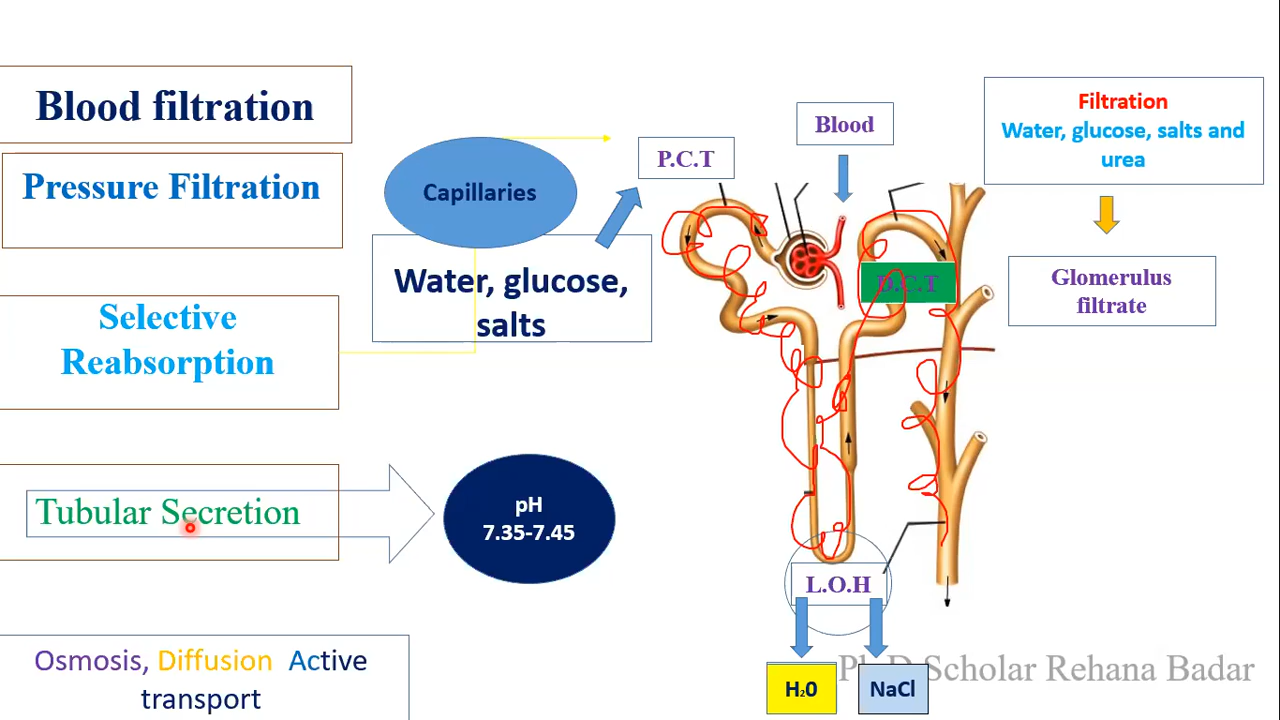 Blood filtration
Pressure Filtration
Selective
Reabsorption
Tubular Secretion
Osmosis, Diffusion Active
transport
Capillaries
Water, glucose,
salts
pH
7.35-7.45
P.C.T
Blood
D.C.T
L.O.H
H₂0
NaCl
Filtration
Water, glucose, salts and
urea
Glomerulus
filtrate
Ph.D Scholar Rehana Badar